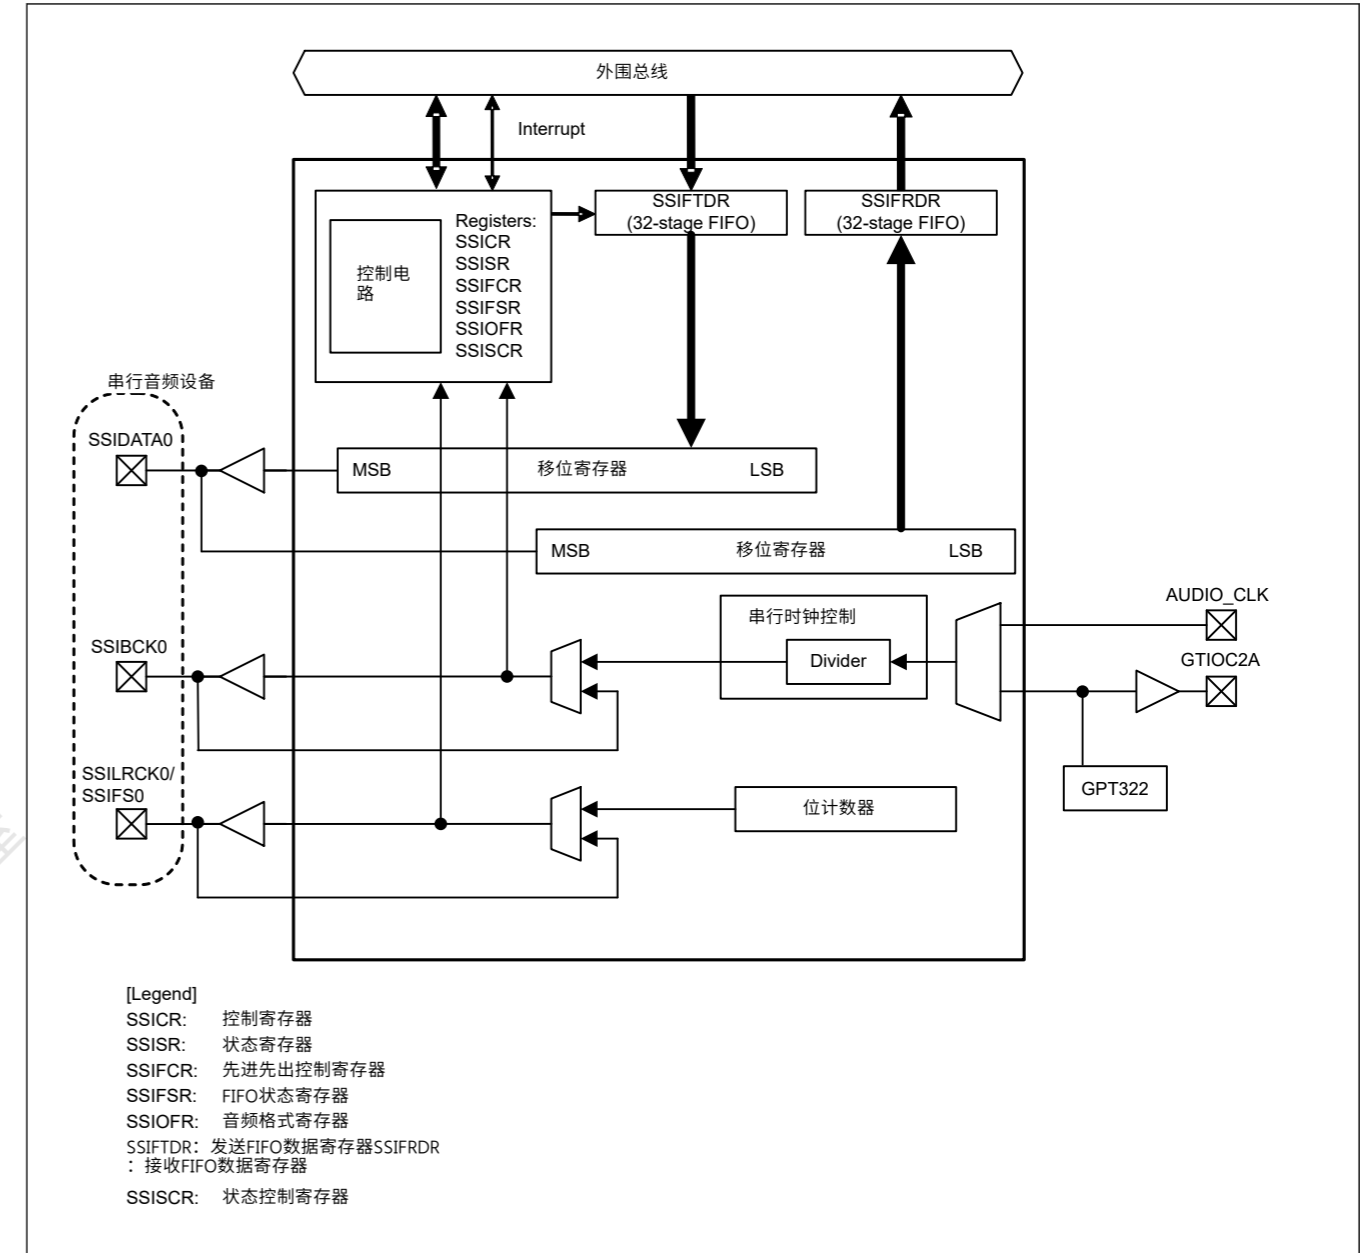 外围总线
Interrupt
SSIFTDR
(32-stage FIFO)
SSIFRDR
(32-stage FIFO)
控制电
路
Registers:
SSICR
SSISR
SSIFCR
SSIFSR
SSIOFR
SSISCR
串行音频设备
SSIDATA0
MSB 移位寄存器 LSB
MSB 移位寄存器 LSB
AUDIO_CLK
串行时钟控制
SSIBCK0
Divider
GTIOC2A
SSILRCK0/
SSIFS0
GPT322
位计数器
[Legend]
SSICR: 控制寄存器
SSISR: 状态寄存器
SSIFCR: 先进先出控制寄存器
SSIFSR: FIFO状态寄存器
SSIOFR: 音频格式寄存器
SSIFTDR：发送FIFO数据寄存器SSIFRDR
：接收FIFO数据寄存器
SSISCR: 状态控制寄存器